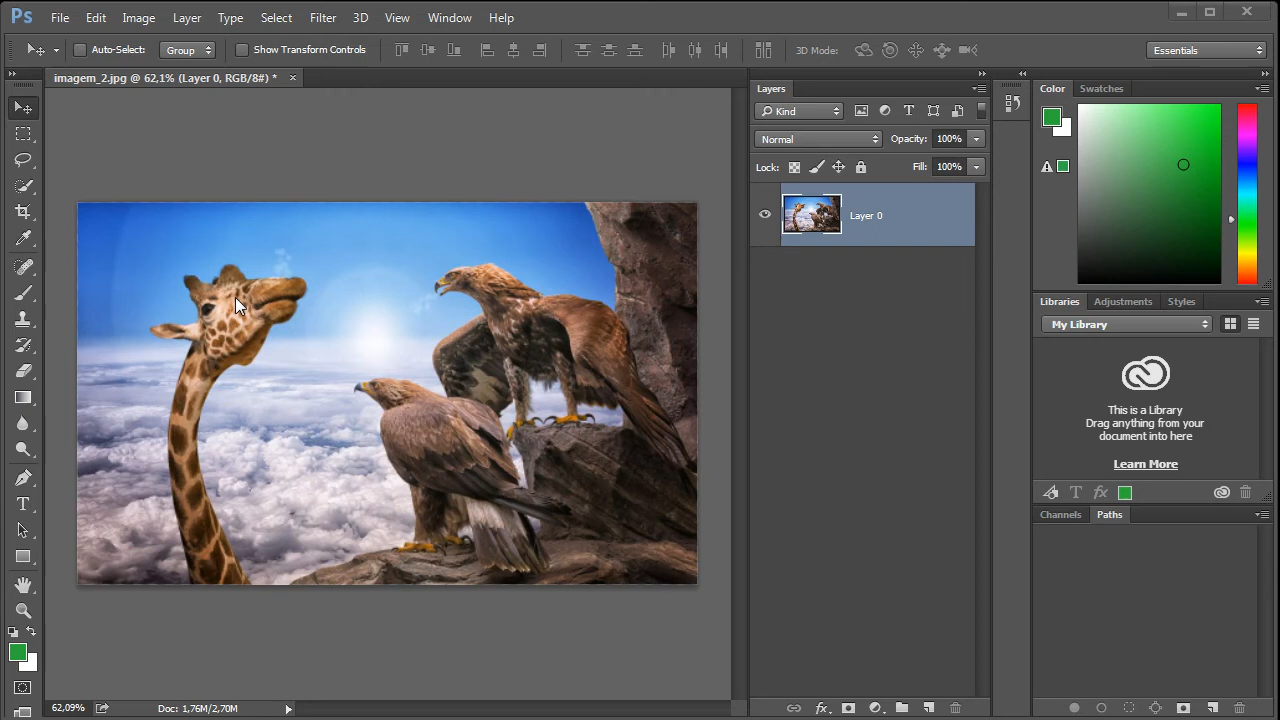 Ps File Edit Image Layer Type Select Filter 3D View Window Help
Auto-Select: Group Show Transform Controls 3D Mode: Essentials
imagem_2.jpg @ 62,1% (Layer 0, RGB/8#) *
Layers
Color Swatches
Kind
Normal Opacity: 100%
Lock: Fill: 100%
Layer 0
Libraries Adjustments Styles
My Library
This is a Library
Drag anything from your
document into here
Learn More
Channels Paths
62,09% Doc: 1,76M/2,70M